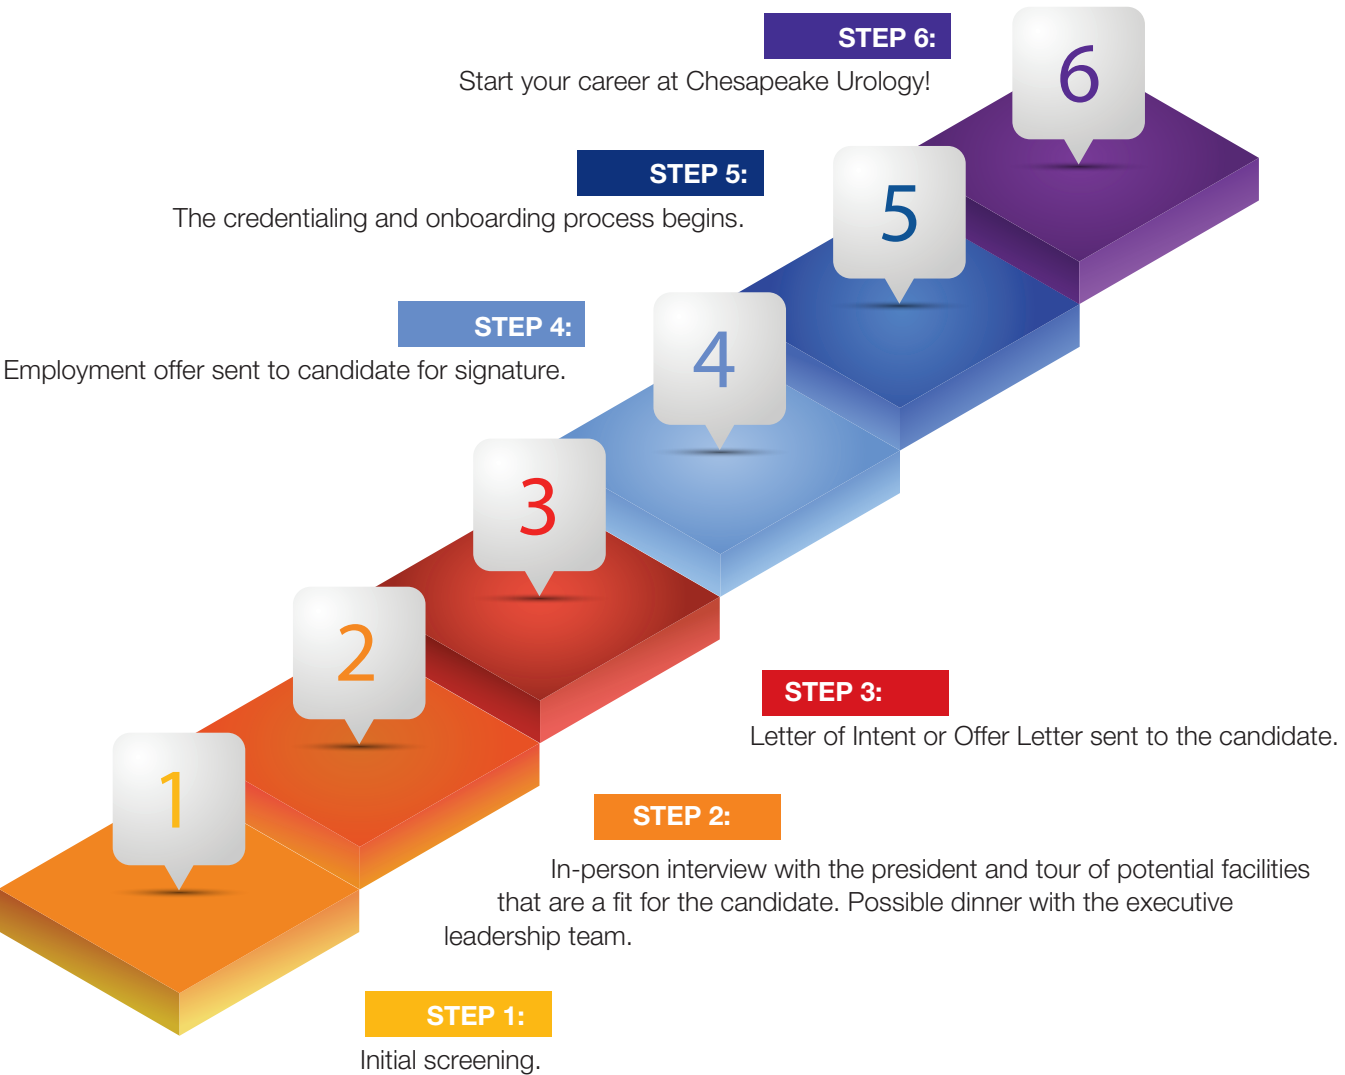 STEP 6:
Start your career at Chesapeake Urology!
6
STEP 5:
The credentialing and onboarding process begins.
5
STEP 4:
Employment offer sent to candidate for signature.
4
3
STEP 3:
Letter of Intent or Offer Letter sent to the candidate.
2
STEP 2:
In-person interview with the president and tour of potential facilities
that are a fit for the candidate. Possible dinner with the executive
leadership team.
1
STEP 1:
Initial screening.